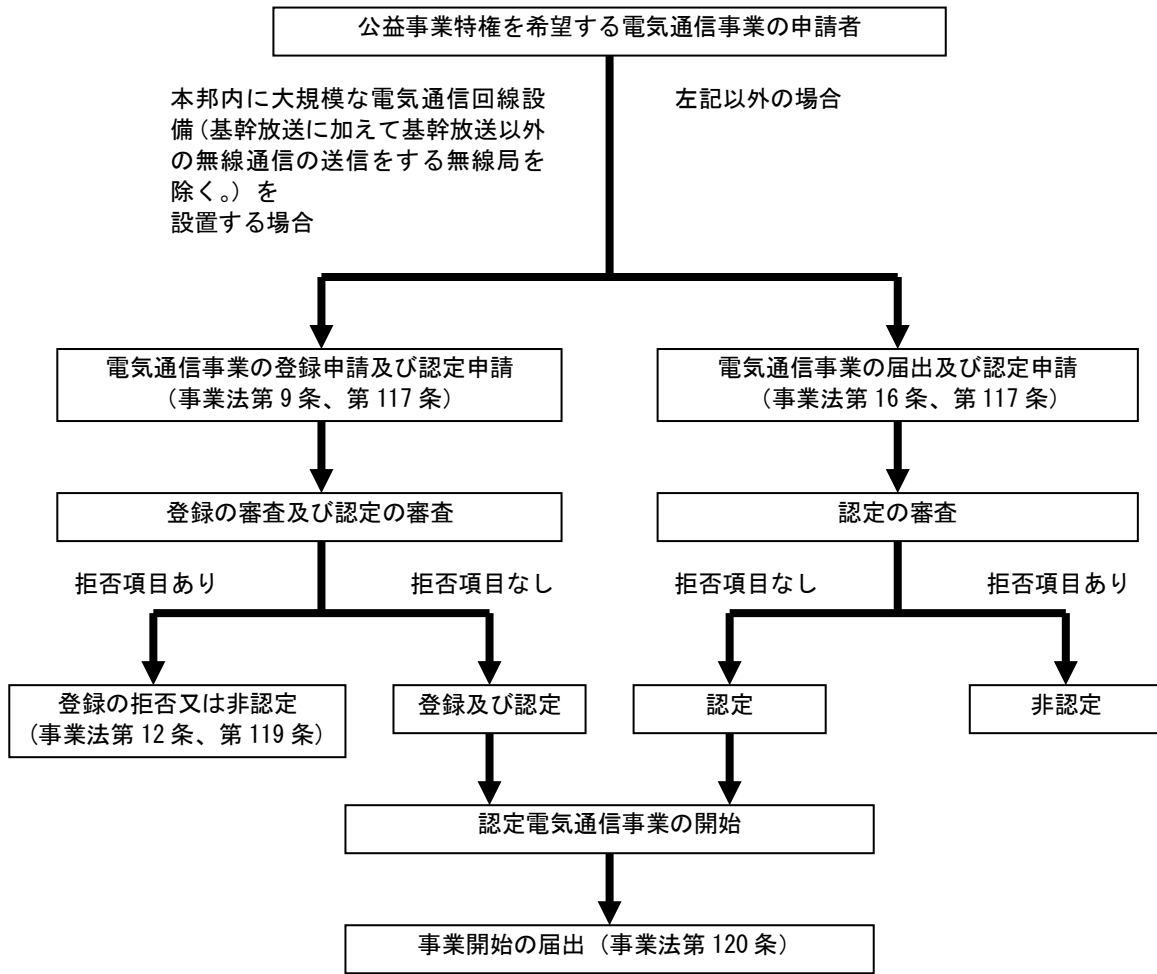 公益事業特権を希望する電気通信事業の申請者
本邦内に大規模な電気通信回線設
備（基幹放送に加えて基幹放送以外
の無線通信の送信をする無線局を
除く。）を
設置する場合
左記以外の場合
電気通信事業の登録申請及び認定申請
（事業法第９条、第117条）
電気通信事業の届出及び認定申請
（事業法第16条、第117条）
登録の審査及び認定の審査
認定の審査
拒否項目あり
拒否項目なし
拒否項目なし
拒否項目あり
登録の拒否又は非認定
（事業法第12条、第119条）
登録及び認定
認定
非認定
認定電気通信事業の開始
事業開始の届出（事業法第120条）